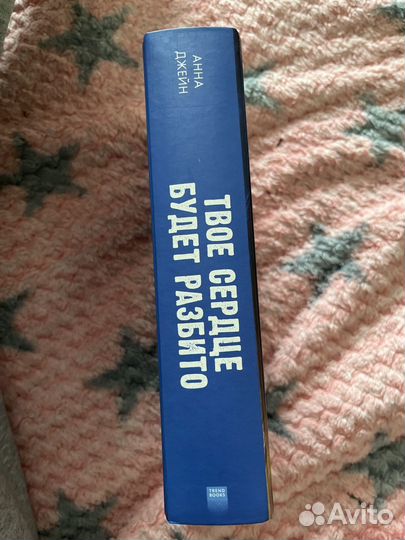 АННА
ДЖЕЙН
ТВОЕ СЕРДЦЕ
БУДЕТ РАЗБИТО
TREND
BOOKS
Avito